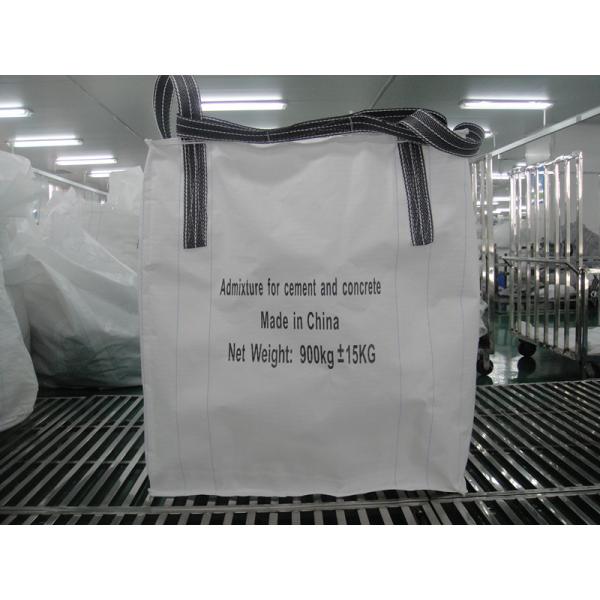 Admixture for cement and concrete
Made in China
Net Weight: 900kg ±15KG